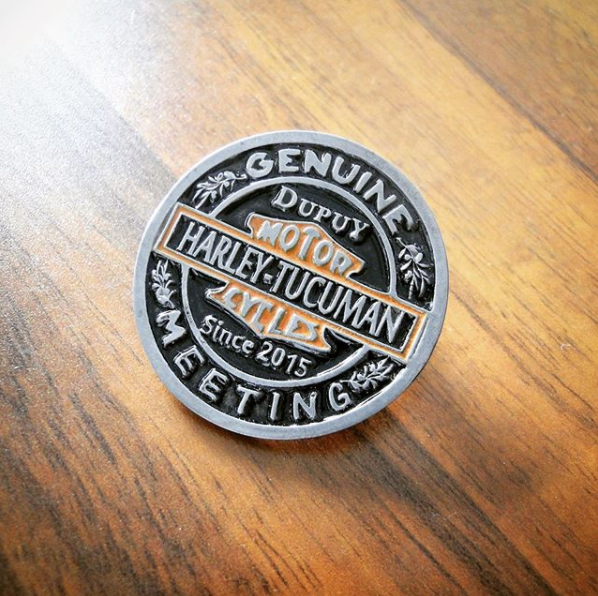 GENUINE
DUPUY
MOTOR
HARLEY-TUCUMAN
CYCLES
Since 2015
MEETING